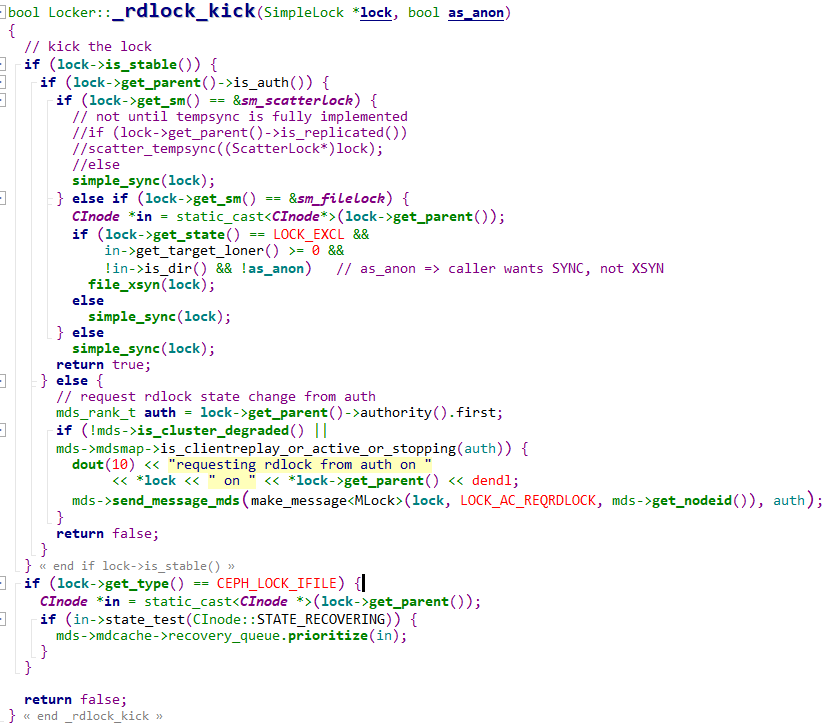 bool Locker::_rdlock_kick(SimpleLock *lock, bool as_anon)
{
  // kick the lock
  if (lock->is_stable()) {
    if (lock->get_parent()->is_auth()) {
      if (lock->get_sm() == &sm_scatterlock) {
        // not until tempsync is fully implemented
        //if (lock->get_parent()->is_replicated())
        //scatter_tempsync((ScatterLock*)lock);
        //else
        simple_sync(lock);
      } else if (lock->get_sm() == &sm_filelock) {
        CInode *in = static_cast<CInode*>(lock->get_parent());
        if (lock->get_state() == LOCK_EXCL &&
            in->get_target_loner() >= 0 &&
            !in->is_dir() && !as_anon)   // as_anon => caller wants SYNC, not XSYN
          file_xsyn(lock);
        else
          simple_sync(lock);
      } else
        simple_sync(lock);
      return true;
    } else {
      // request rdlock state change from auth
      mds_rank_t auth = lock->get_parent()->authority().first;
      if (!mds->is_cluster_degraded() ||
      mds->mdsmap->is_clientreplay_or_active_or_stopping(auth)) {
        dout(10) << "requesting rdlock from auth on "
             << *lock << " on " << *lock->get_parent() << dendl;
        mds->send_message_mds(make_message<MLock>(lock, LOCK_AC_REQRDLOCK, mds->get_nodeid()), auth);
      }
      return false;
    }
  } « end if lock->is_stable() »
  if (lock->get_type() == CEPH_LOCK_IFILE) {
    CInode *in = static_cast<CInode *>(lock->get_parent());
    if (in->state_test(CInode::STATE_RECOVERING)) {
      mds->mdcache->recovery_queue.prioritize(in);
    }
  }

  return false;
} « end _rdlock_kick »